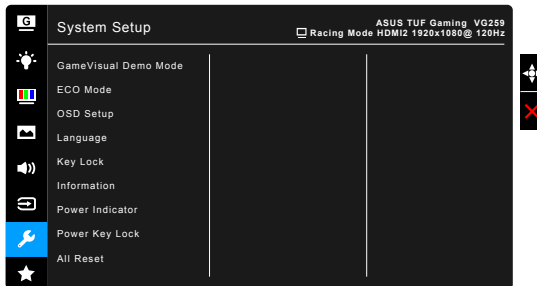 G
System Setup
ASUS TUF Gaming VG259
Racing Mode HDMI2 1920x1080@ 120Hz
GameVisual Demo Mode
ECO Mode
OSD Setup
Language
Key Lock
Information
Power Indicator
Power Key Lock
All Reset